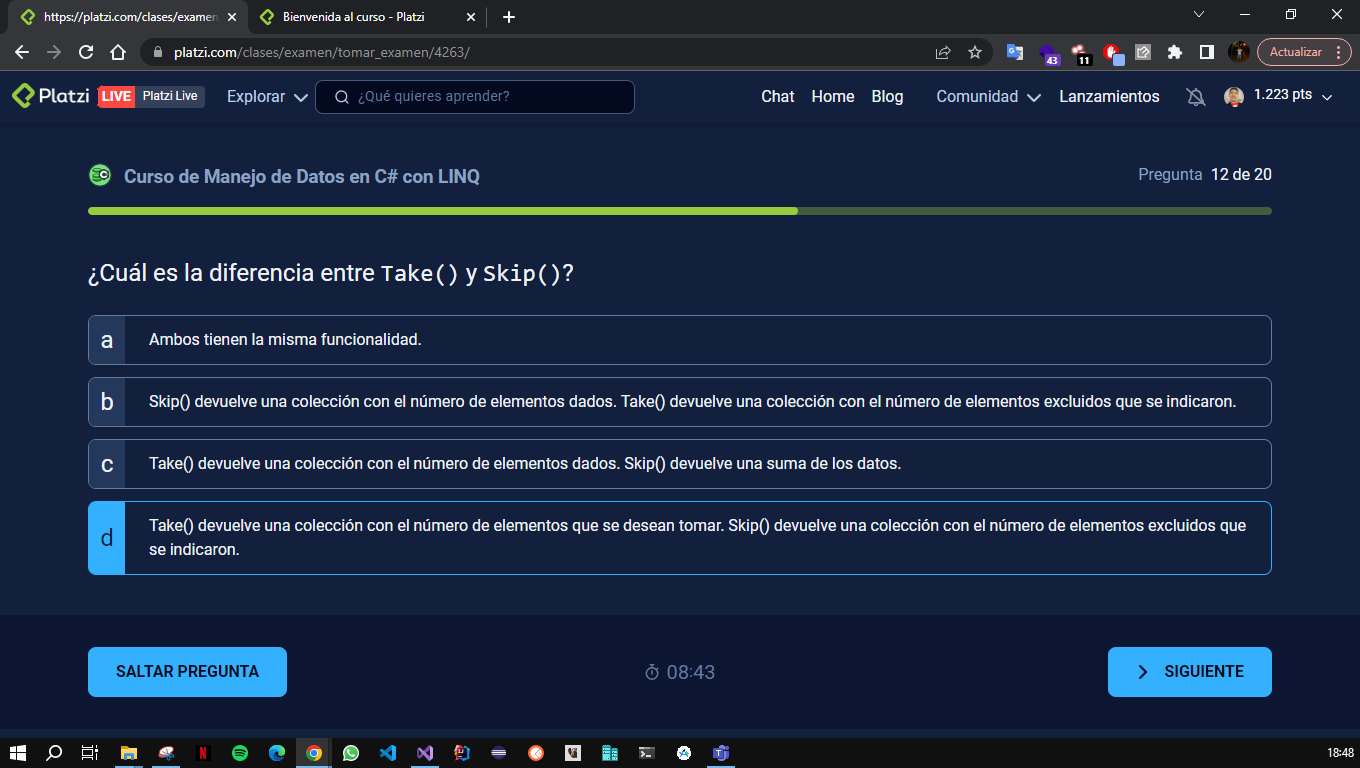 https://platzi.com/clases/examen
Bienvenida al curso - Platzi
platzi.com/clases/examen/tomar_examen/4263/
43
11
Actualizar
Platzi
LIVE
Platzi Live
Explorar
¿Qué quieres aprender?
Chat
Home
Blog
Comunidad
Lanzamientos
1.223 pts
Curso de Manejo de Datos en C# con LINQ
Pregunta 12 de 20
¿Cuál es la diferencia entre Take() y Skip()?
a
Ambos tienen la misma funcionalidad.
b
Skip() devuelve una colección con el número de elementos dados. Take() devuelve una colección con el número de elementos excluidos que se indicaron.
c
Take() devuelve una colección con el número de elementos dados. Skip() devuelve una suma de los datos.
d
Take() devuelve una colección con el número de elementos que se desean tomar. Skip() devuelve una colección con el número de elementos excluidos que
se indicaron.
SALTAR PREGUNTA
08:43
SIGUIENTE
18:48